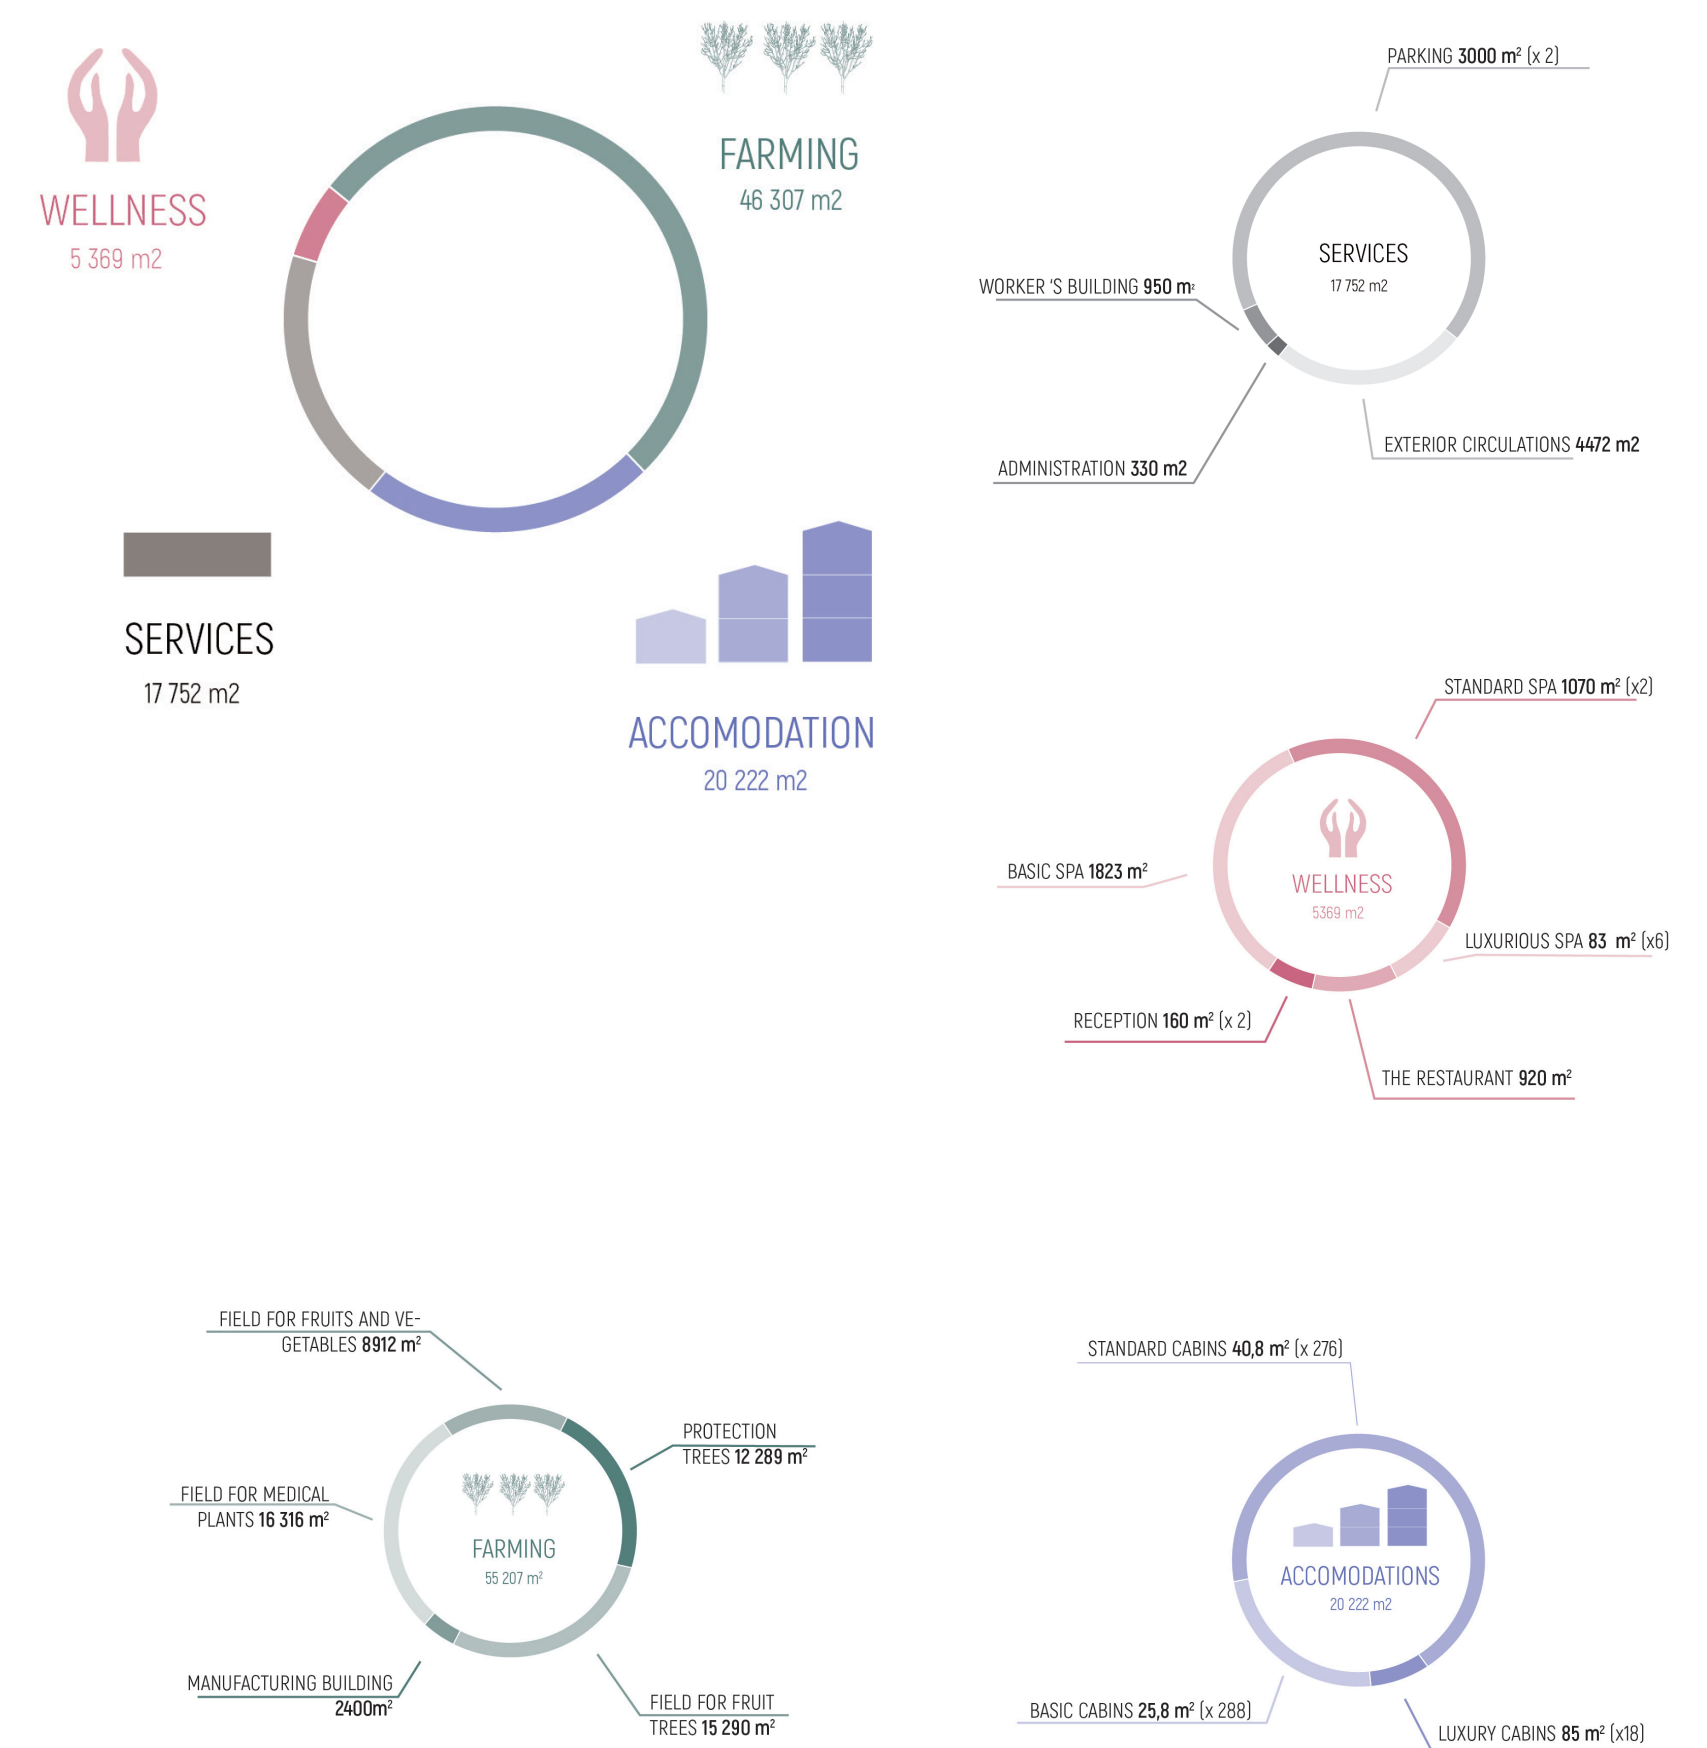 WELLNESS
5 369 m2
FARMING
46 307 m2
SERVICES
17 752 m2
ACCOMODATION
20 222 m2
PARKING 3000 m² (x 2)
SERVICES
17 752 m2
WORKER 'S BUILDING 950 m²
ADMINISTRATION 330 m2
EXTERIOR CIRCULATIONS 4472 m2
STANDARD SPA 1070 m² (x2)
BASIC SPA 1823 m²
WELLNESS
5369 m2
LUXURIOUS SPA 83 m² (x6)
RECEPTION 160 m² (x 2)
THE RESTAURANT 920 m²
FIELD FOR FRUITS AND VE-
GETABLES 8912 m²
PROTECTION
TREES 12 289 m²
FIELD FOR MEDICAL
PLANTS 16 316 m²
FARMING
55 207 m²
MANUFACTURING BUILDING
2400m²
FIELD FOR FRUIT
TREES 15 290 m²
STANDARD CABINS 40,8 m² (x 276)
ACCOMODATIONS
20 222 m2
BASIC CABINS 25,8 m² (x 288)
LUXURY CABINS 85 m² (x18)